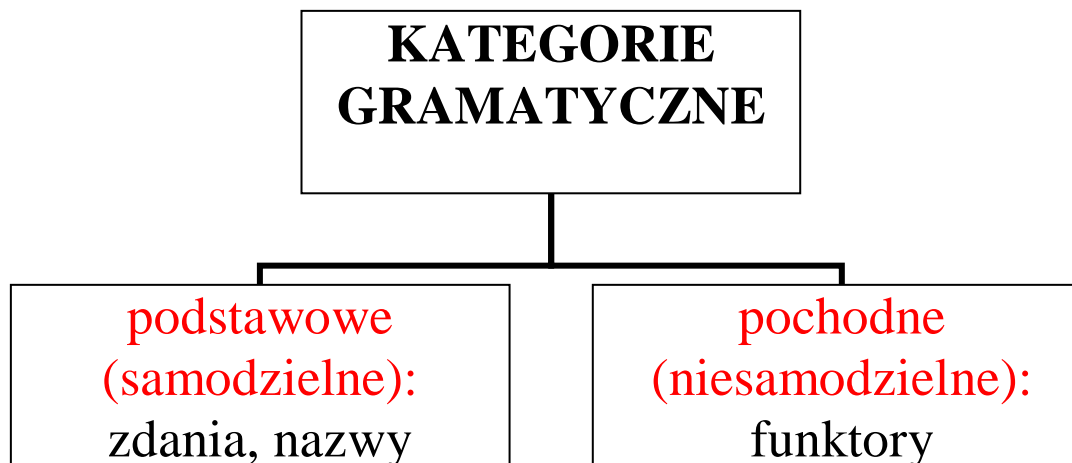 KATEGORIE
GRAMATYCZNE
podstawowe
(samodzielne):
zdania, nazwy
pochodne
(niesamodzielne):
funktory